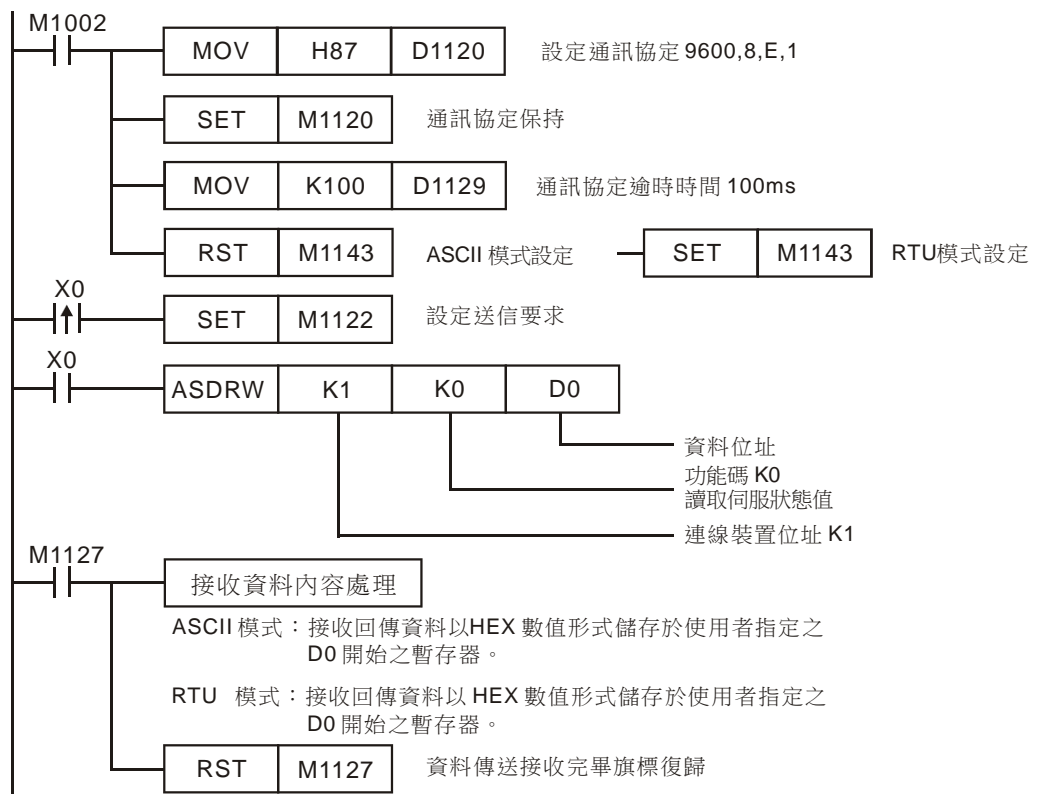 M1002
MOV H87 D1120 設定通訊協定 9600,8,E,1
SET M1120 通訊協定保持
MOV K100 D1129 通訊協定逾時時間 100ms
RST M1143 ASCII 模式設定 SET M1143 RTU模式設定
X0
SET M1122 設定送信要求
X0
ASDRW K1 K0 D0
資料位址
功能碼 K0
讀取伺服狀態值
連線裝置位址 K1
M1127
接收資料內容處理
ASCII 模式：接收回傳資料以HEX 數值形式儲存於使用者指定之
D0 開始之暫存器。
RTU 模式：接收回傳資料以 HEX 數值形式儲存於使用者指定之
D0 開始之暫存器。
RST M1127 資料傳送接收完畢旗標復歸